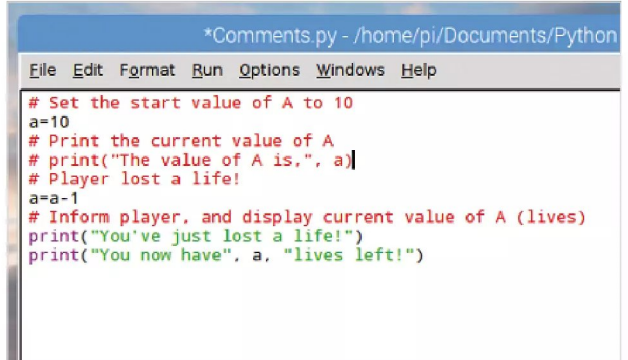 *Comments.py - /home/pi/Documents/Python
File Edit Format Run Options Windows Help
# Set the start value of A to 10
a=10
# Print the current value of A
# print("The value of A is,", a)
# Player lost a life!
a=a-1
# Inform player, and display current value of A (lives)
print("You've just lost a life!")
print("You now have", a, "lives left!")